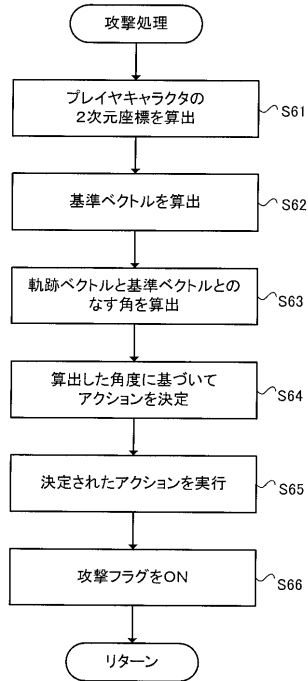 攻撃処理
プレイヤキャラクタの
2次元座標を算出
S61
基準ベクトルを算出
S62
軌跡ベクトルと基準ベクトルとの
なす角を算出
S63
算出した角度に基づいて
アクションを決定
S64
決定されたアクションを実行
S65
攻撃フラグをON
S66
リターン